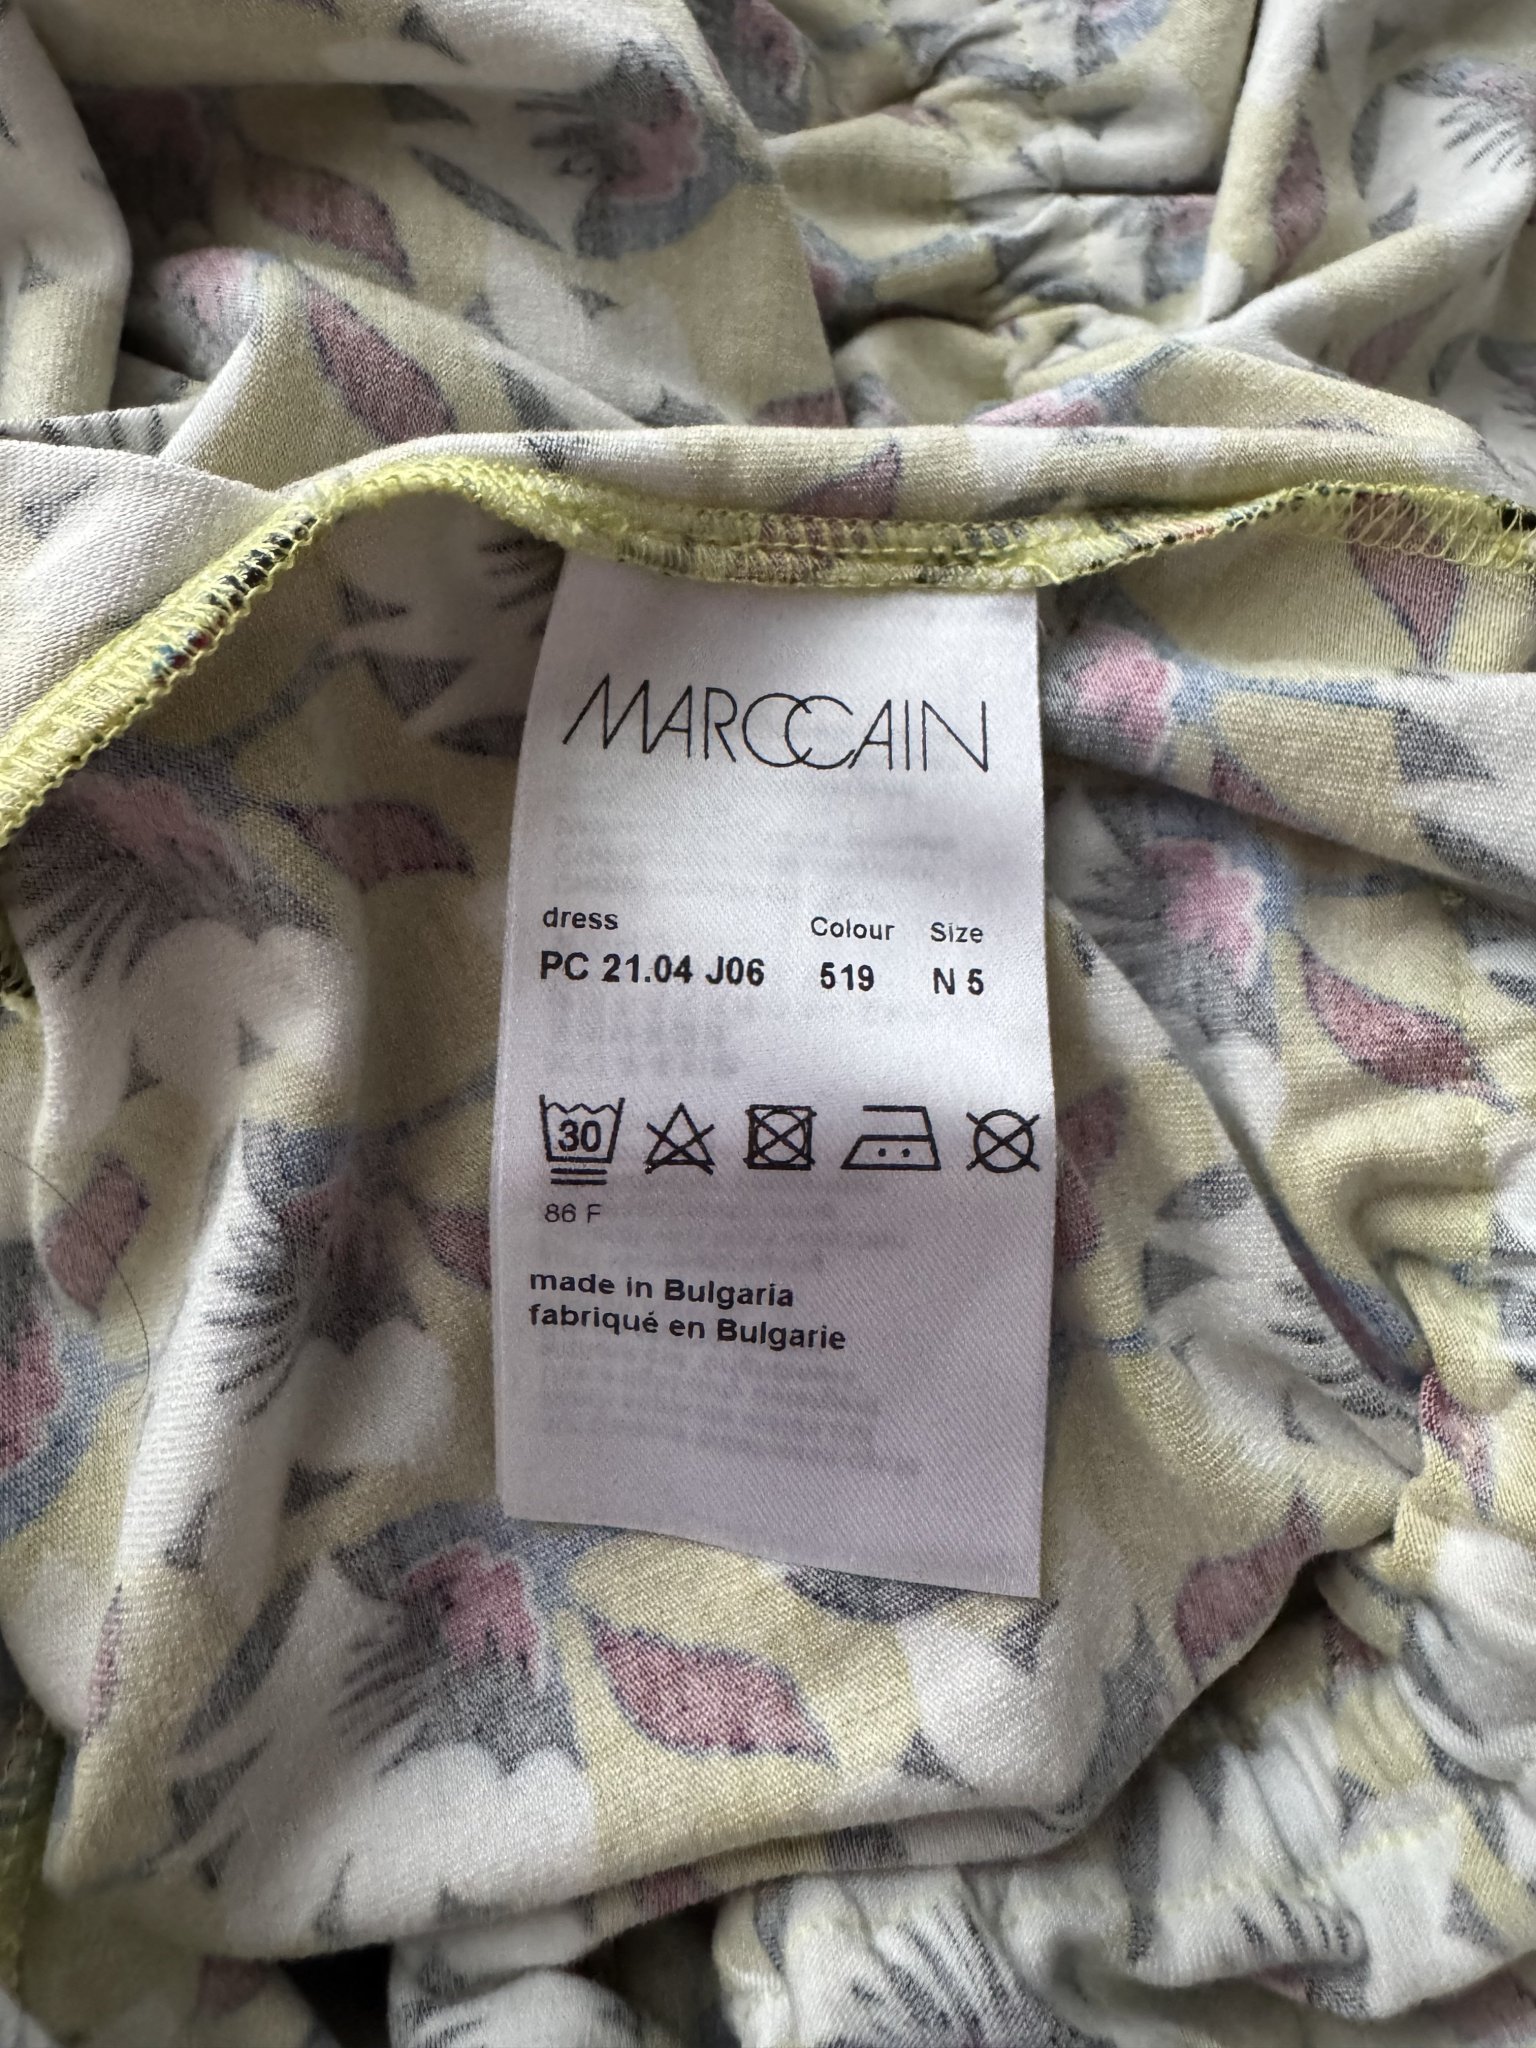 MARCCAIN
dress Colour Size
PC 21.04 J06 519 N 5
30
86 F
made in Bulgaria
fabriqué en Bulgarie